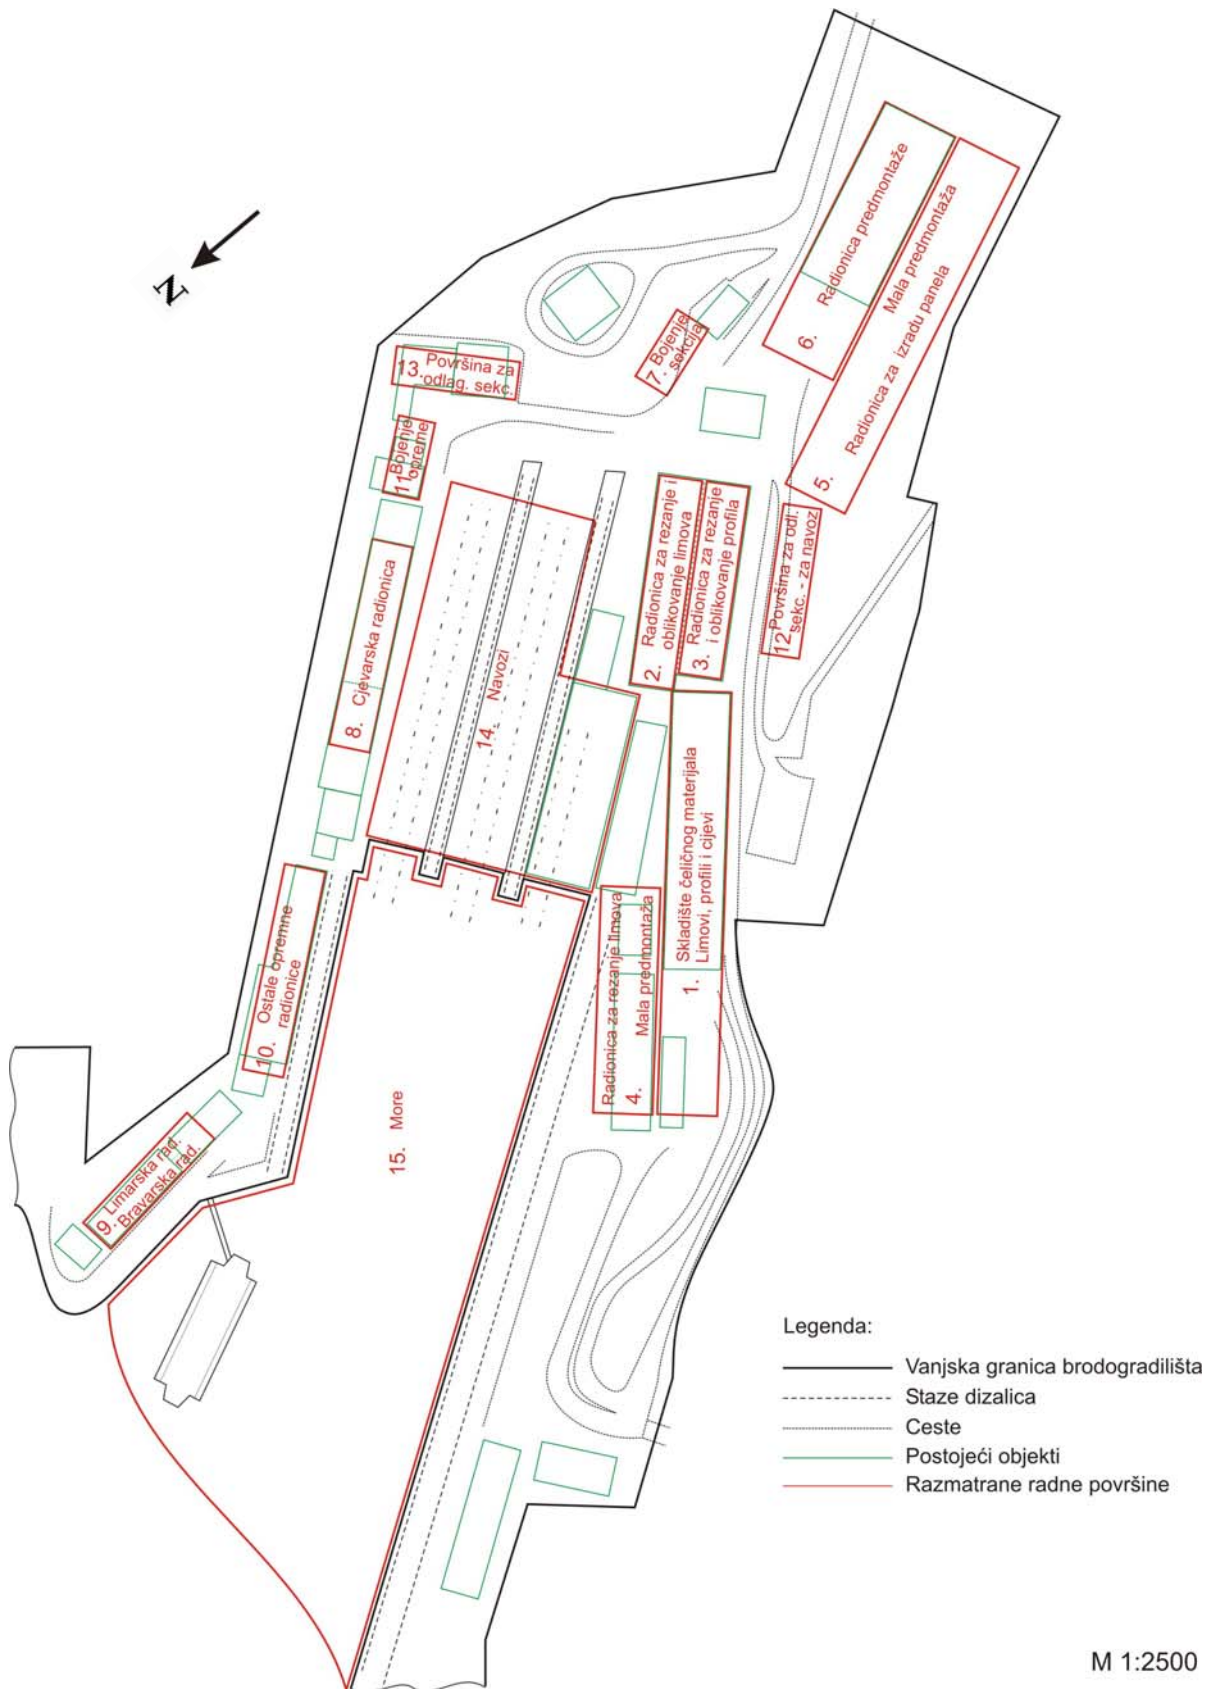 N
6. Radionica predmontaže
Mala predmontaža
5. Radionica za izradu panela
7. Bojenje
sekcija
13. Površina za
odlag. sekc.
11. Bojenje
opreme
2. Radionica za rezanje i
oblikovanje limova
3. Radionica za rezanje
i oblikovanje profila
12. Površina za odl.
sekc. - za navoz
8. Cjevarska radionica
14. Navozi
1. Skladište čeličnog materijala
Limovi, profili i cijevi
Radionica za rezanje limova
4. Mala predmontaža
10. Ostale opremne
radionice
9. Limarska rad.
Bravarska rad.
15. More
Legenda:
Vanjska granica brodogradilišta
Staze dizalica
Ceste
Postojeći objekti
Razmatrane radne površine
M 1:2500